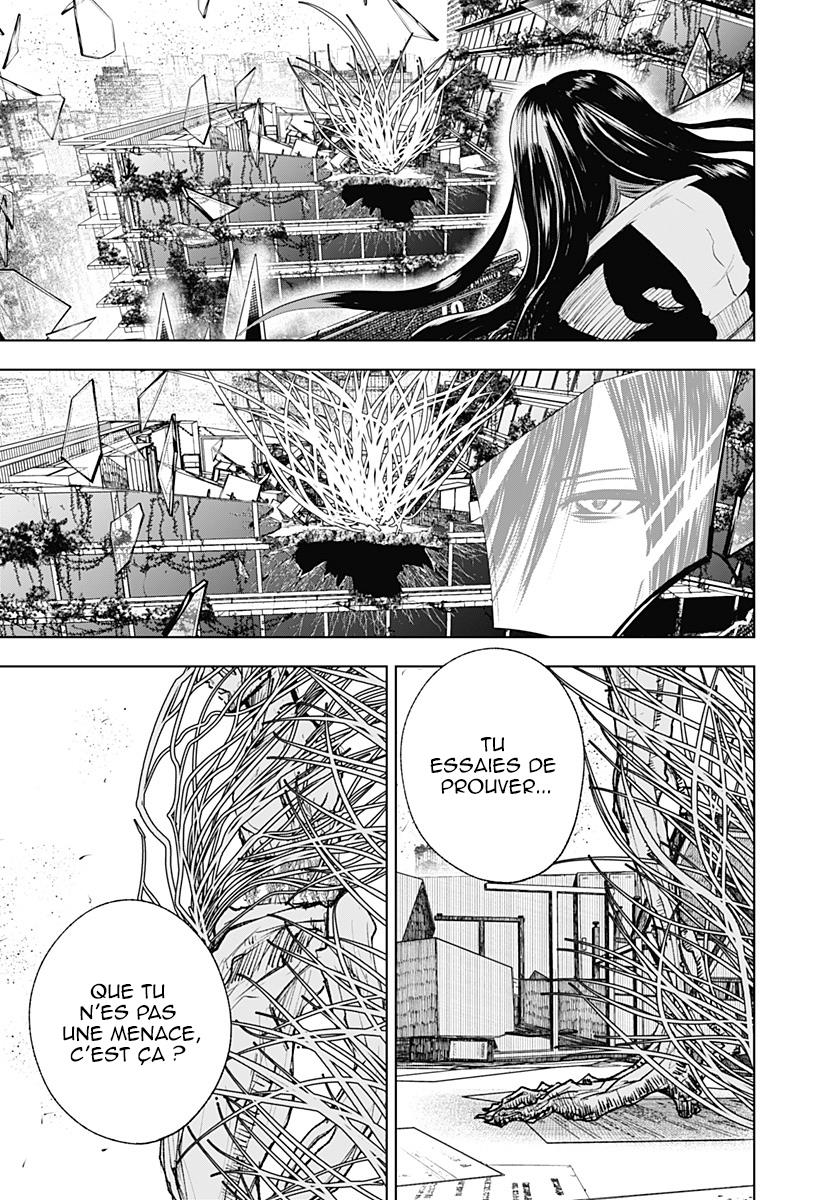 TU
ESSAIES DE
PROUVER...
QUE TU
N'ES PAS
UNE MENACE,
C'EST ÇA ?